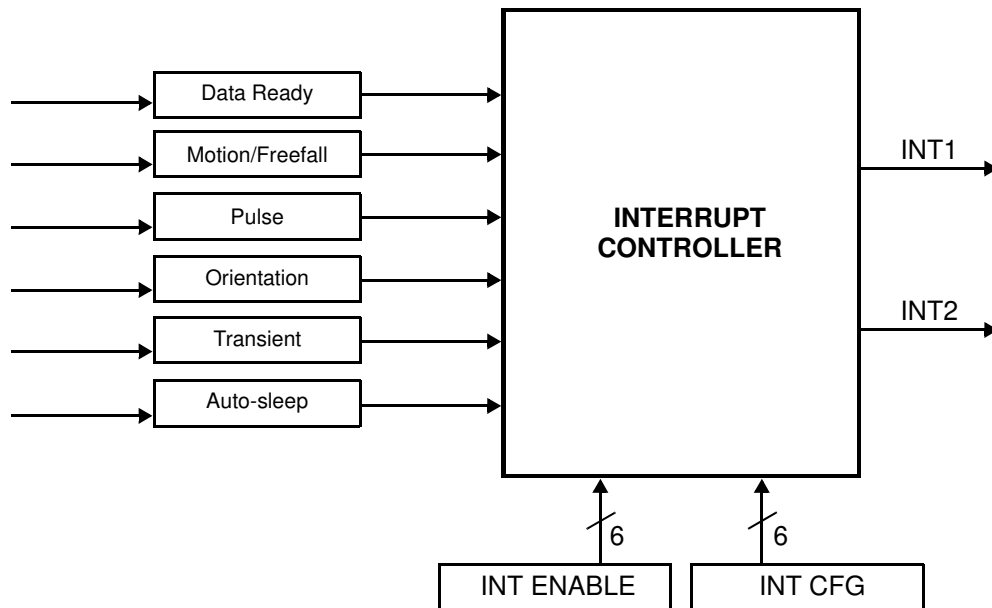 Data Ready
Motion/Freefall
Pulse
Orientation
Transient
Auto-sleep
INTERRUPT
CONTROLLER
INT1
INT2
6
6
INT ENABLE
INT CFG